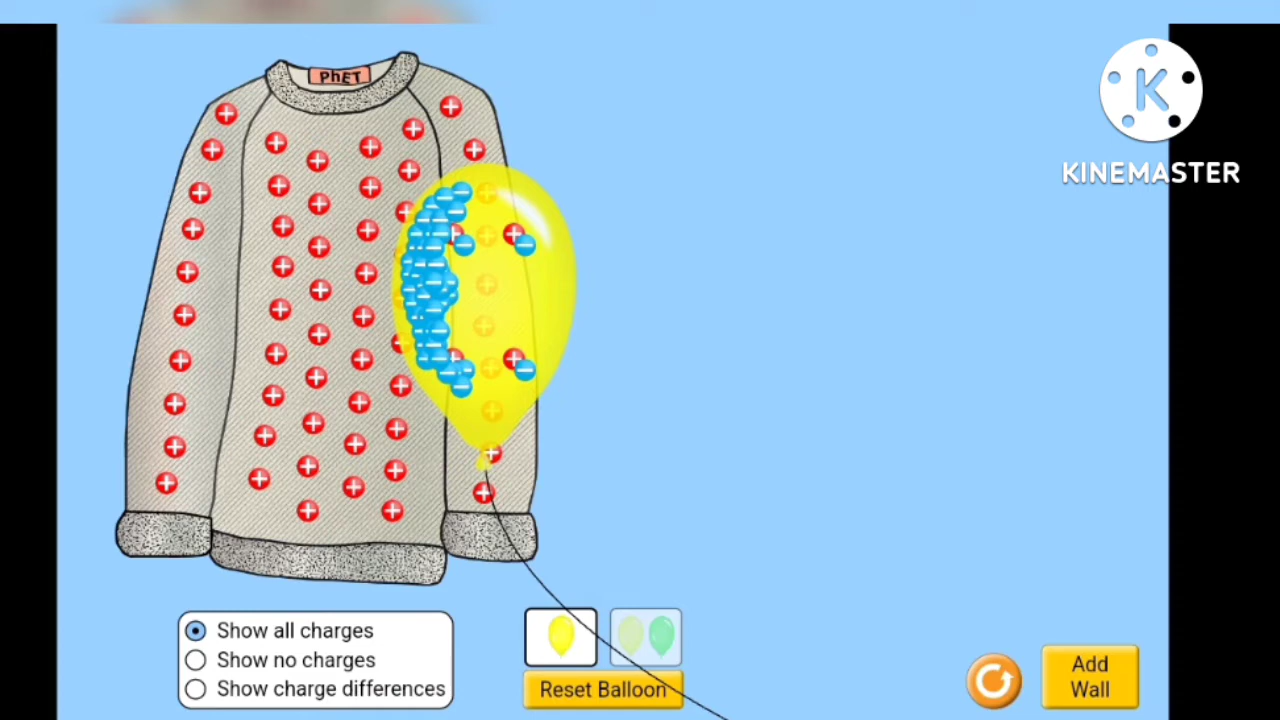 PhET
K
KINEMASTER
Show all charges
Show no charges
Show charge differences
Reset Balloon
Add
Wall